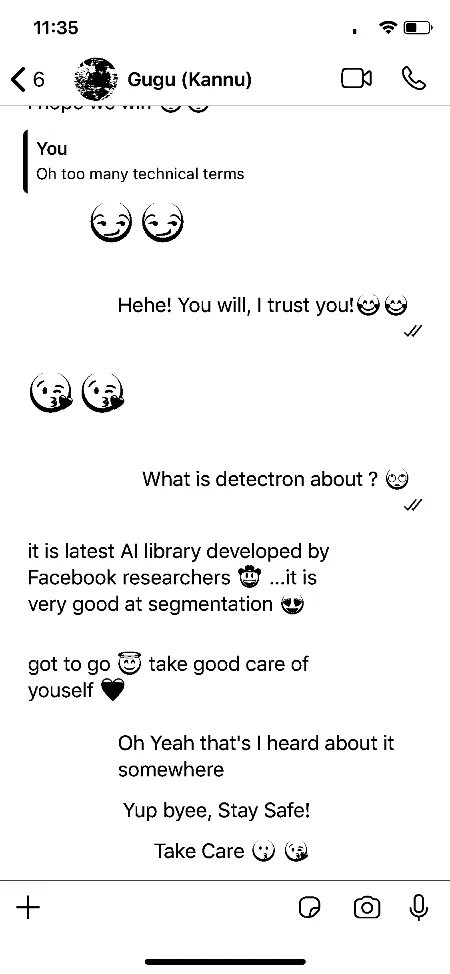 11:35
6 Gugu (Kannu)
I hope we win
You
Oh too many technical terms
😏 😏
Hehe! You will, I trust you!😊 😊
😘 😘
What is detectron about ? 🙄
it is latest AI library developed by
Facebook researchers 🤠 ...it is
very good at segmentation 😍
got to go 😇 take good care of
youself 🖤
Oh Yeah that's I heard about it
somewhere
Yup byee, Stay Safe!
Take Care 😗 😘